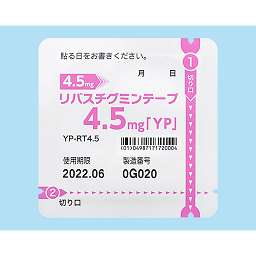 貼る日をお書きください。
月 日
① 切り口
4.5mg
リバスチグミンテープ
4.5mg「YP」
YP-RT4.5
(01)04987171720004
使用期限 製造番号
2022.06 0G020
② 切り口